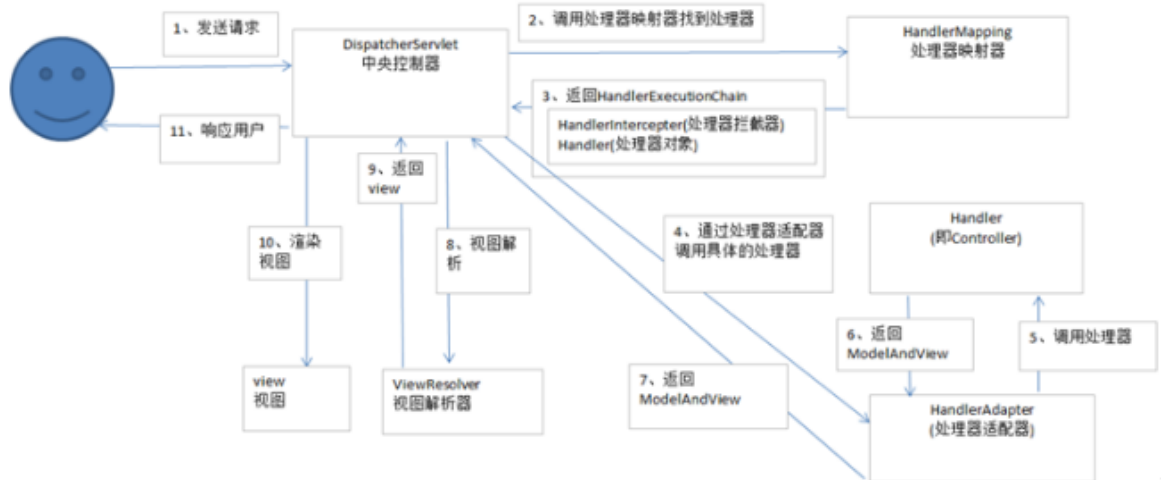 1、发送请求
2、调用处理器映射器找到处理器
DispatcherServlet
中央控制器
HandlerMapping
处理器映射器
3、返回HandlerExecutionChain
HandlerIntercepter(处理器拦截器)
Handler(处理器对象)
11、响应用户
9、返回
view
10、渲染
视图
8、视图解
析
4、通过处理器适配器
调用具体的处理器
Handler
(即Controller)
6、返回
ModelAndView
5、调用处理器
view
视图
ViewResolver
视图解析器
7、返回
ModelAndView
HandlerAdapter
(处理器适配器)